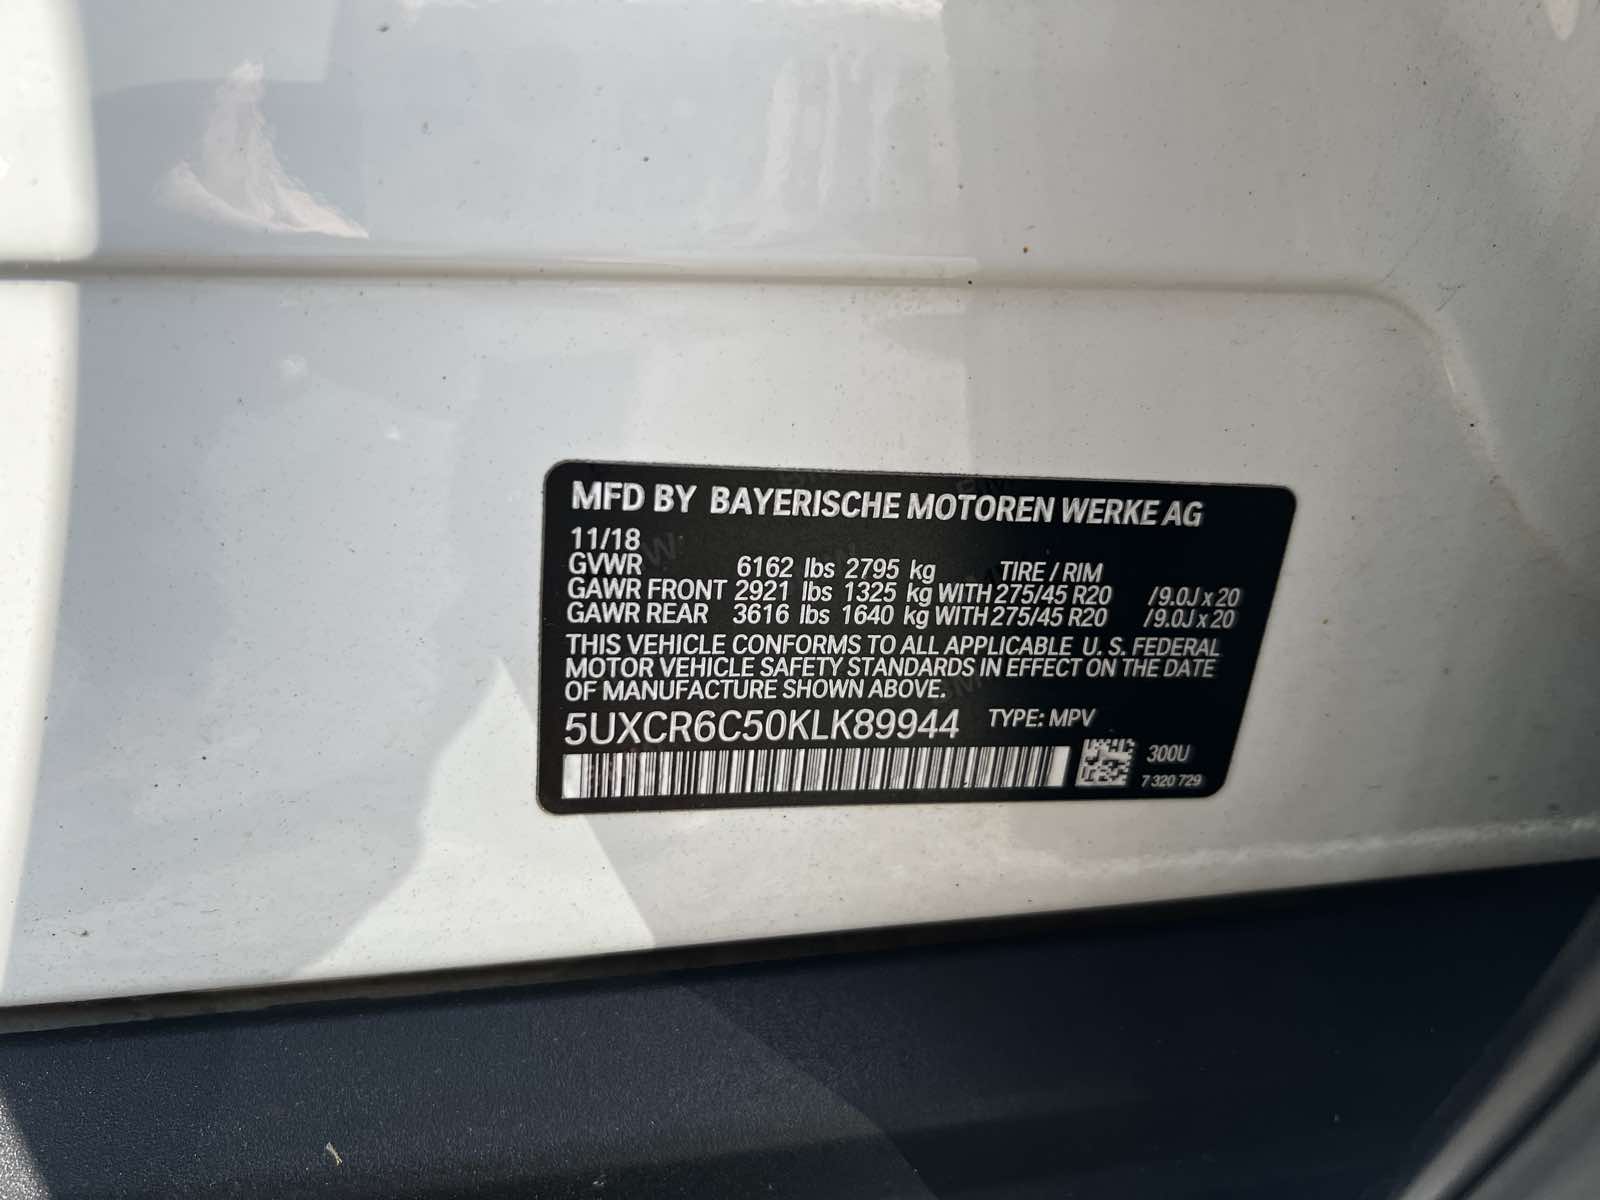 MFD BY BAYERISCHE MOTOREN WERKE AG
11/18
GVWR 6162 lbs 2795 kg TIRE / RIM
GAWR FRONT 2921 lbs 1325 kg WITH 275/45 R20 /9.0J x 20
GAWR REAR 3616 lbs 1640 kg WITH 275/45 R20 /9.0J x 20
THIS VEHICLE CONFORMS TO ALL APPLICABLE U. S. FEDERAL
MOTOR VEHICLE SAFETY STANDARDS IN EFFECT ON THE DATE
OF MANUFACTURE SHOWN ABOVE.
5UXCR6C50KLK89944 TYPE: MPV
300U
7 320 729